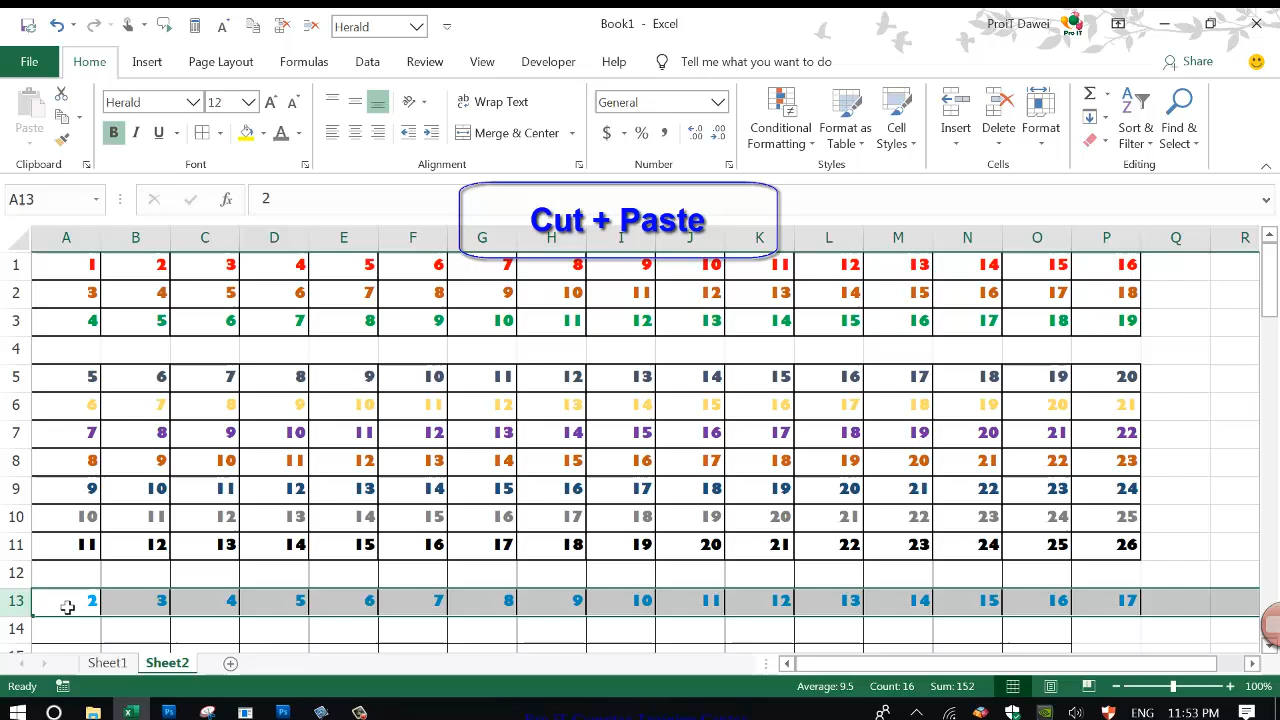 Herald
Book1 - Excel
ProIT Dawei
Pro IT
File Home Insert Page Layout Formulas Data Review View Developer Help Tell me what you want to do Share
Paste
Herald 12
B I U A
Wrap Text
Merge & Center
General
$ % ,
Conditional Formatting
Format as Table
Cell Styles
Insert Delete Format
Sort & Filter
Find & Select
Clipboard Font Alignment Number Styles Cells Editing
A13 fx 2
Cut + Paste
A B C D E F G H I J K L M N O P Q R
1 1 2 3 4 5 6 7 8 9 10 11 12 13 14 15 16
2 3 4 5 6 7 8 9 10 11 12 13 14 15 16 17 18
3 4 5 6 7 8 9 10 11 12 13 14 15 16 17 18 19
4
5 5 6 7 8 9 10 11 12 13 14 15 16 17 18 19 20
6 6 7 8 9 10 11 12 13 14 15 16 17 18 19 20 21
7 7 8 9 10 11 12 13 14 15 16 17 18 19 20 21 22
8 8 9 10 11 12 13 14 15 16 17 18 19 20 21 22 23
9 9 10 11 12 13 14 15 16 17 18 19 20 21 22 23 24
10 10 11 12 13 14 15 16 17 18 19 20 21 22 23 24 25
11 11 12 13 14 15 16 17 18 19 20 21 22 23 24 25 26
12
13 2 3 4 5 6 7 8 9 10 11 12 13 14 15 16 17
14
Sheet1 Sheet2
Ready Average: 9.5 Count: 16 Sum: 152 100%
ENG 11:53 PM